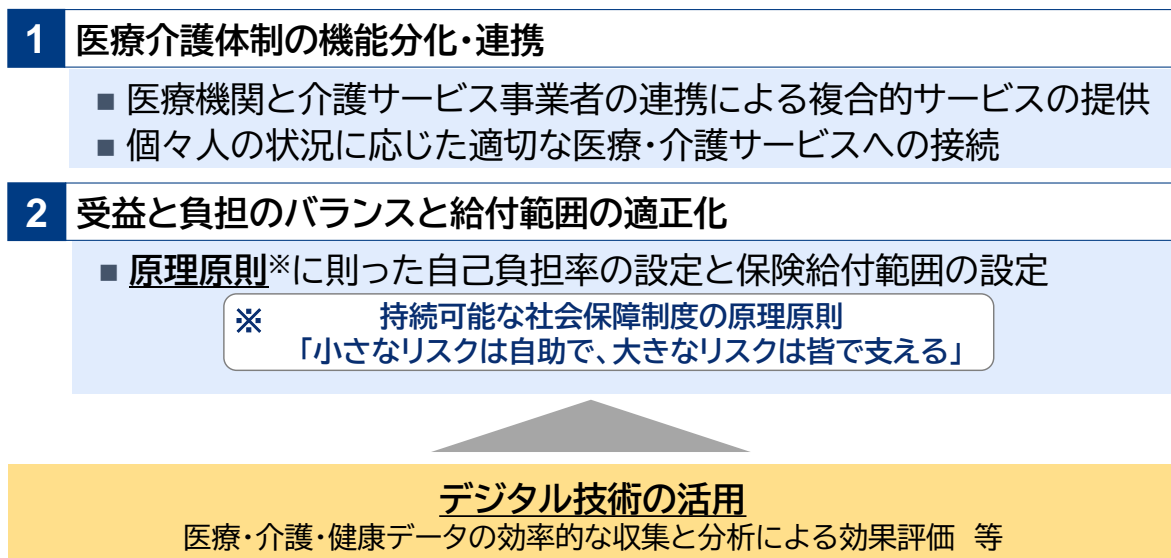 1 医療介護体制の機能分化・連携
■ 医療機関と介護サービス事業者の連携による複合的サービスの提供
■ 個々人の状況に応じた適切な医療・介護サービスへの接続
2 受益と負担のバランスと給付範囲の適正化
■ 原理原則※に則った自己負担率の設定と保険給付範囲の設定
※ 持続可能な社会保障制度の原理原則
「小さなリスクは自助で、大きなリスクは皆で支える」
デジタル技術の活用
医療・介護・健康データの効率的な収集と分析による効果評価 等